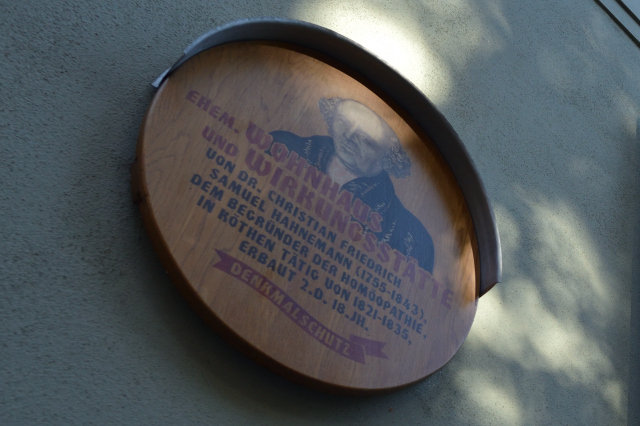 EHEM. WOHNHAUS
UND WIRKUNGSSTÄTTE
VON DR. CHRISTIAN FRIEDRICH
SAMUEL HAHNEMANN (1755-1843),
DEM BEGRÜNDER DER HOMÖOPATHIE.
IN KÖTHEN TÄTIG VON 1821-1835,
ERBAUT 2.D. 18.JH.
DENKMALSCHUTZ